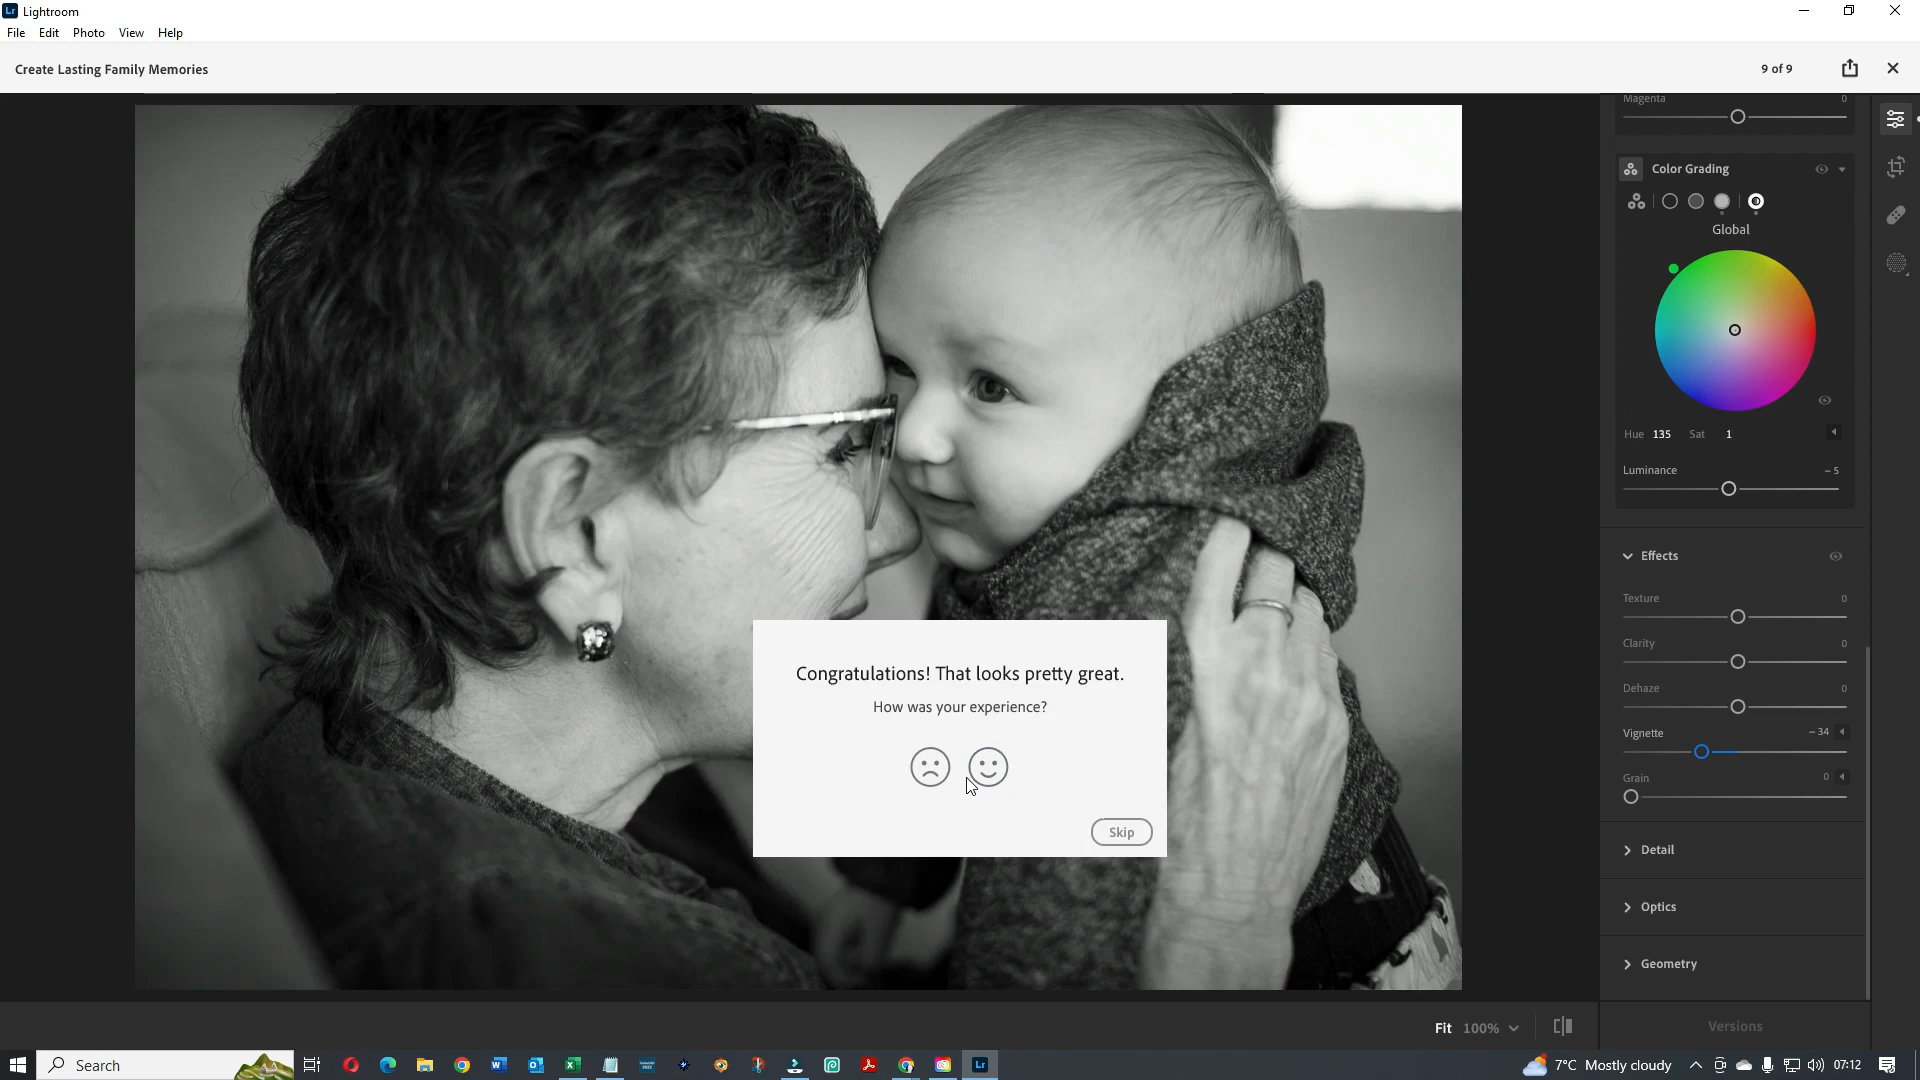 Lr Lightroom
File Edit Photo View Help
Create Lasting Family Memories
9 of 9
Magenta 0
Color Grading
Global
Hue 135 Sat 1
Luminance - 5
Effects
Texture 0
Clarity 0
Dehaze 0
Vignette - 34
Grain 0
Detail
Optics
Geometry
Congratulations! That looks pretty great.
How was your experience?
Skip
Fit 100%
Versions
Search
7°C Mostly cloudy 07:12